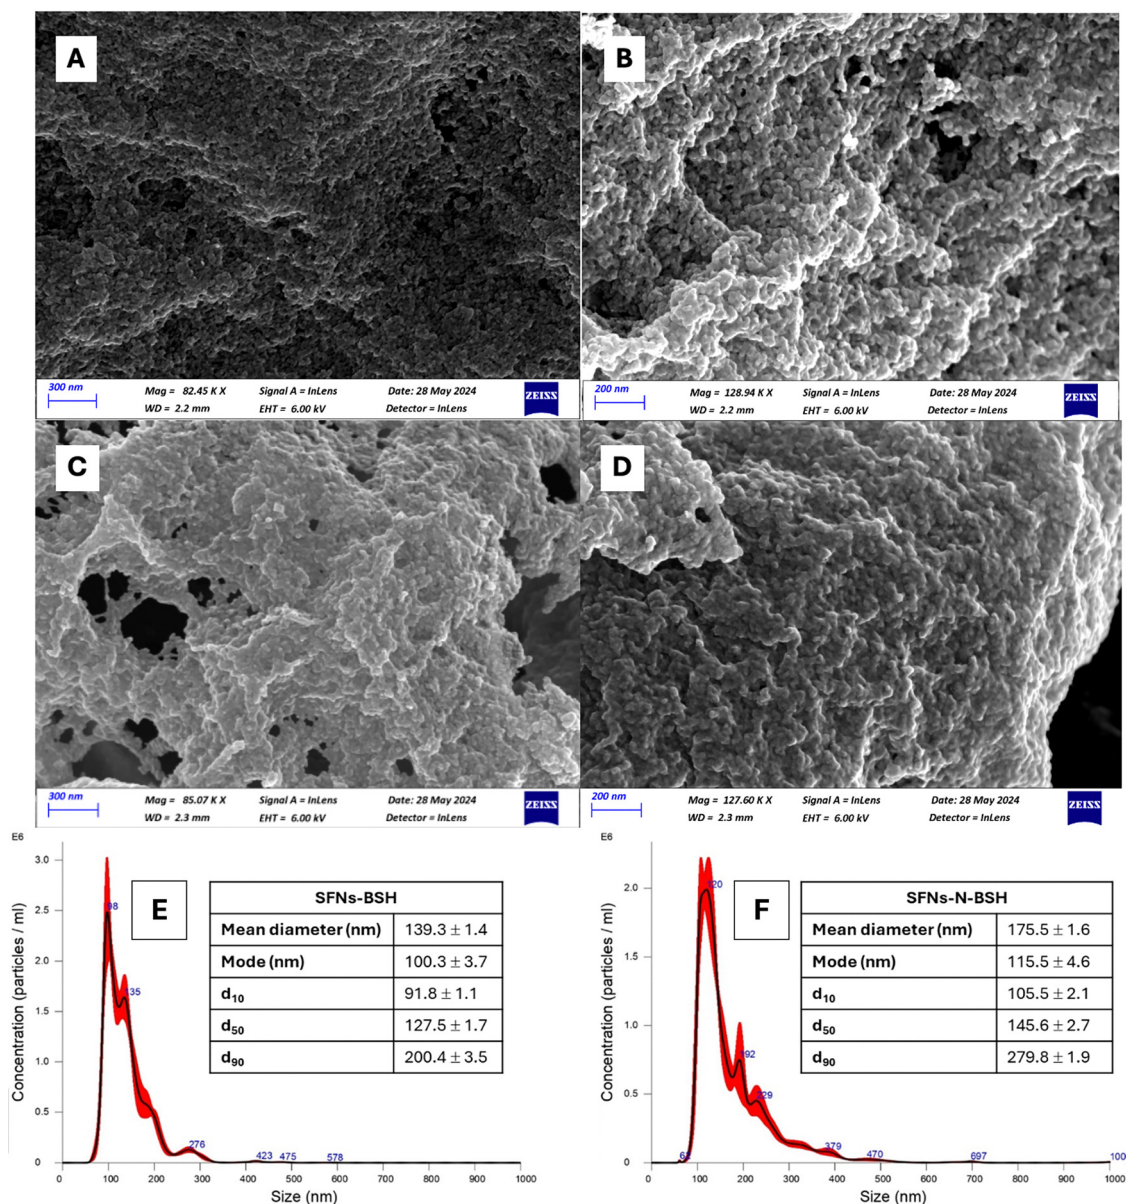 A
300 nm
Mag = 82.45 K X Signal A = InLens Date: 28 May 2024
WD = 2.2 mm EHT = 6.00 kV Detector = InLens
ZEISS
B
200 nm
Mag = 128.94 K X Signal A = InLens Date: 28 May 2024
WD = 2.2 mm EHT = 6.00 kV Detector = InLens
ZEISS
C
300 nm
Mag = 85.07 K X Signal A = InLens Date: 28 May 2024
WD = 2.3 mm EHT = 6.00 kV Detector = InLens
ZEISS
D
200 nm
Mag = 127.60 K X Signal A = InLens Date: 28 May 2024
WD = 2.3 mm EHT = 6.00 kV Detector = InLens
ZEISS
E6
Concentration (particles / ml)
3.0
2.5
2.0
1.5
1.0
0.5
0
98
135
276
423
475
578
E
SFNs-BSH
Mean diameter (nm) 139.3 ± 1.4
Mode (nm) 100.3 ± 3.7
d10 91.8 ± 1.1
d50 127.5 ± 1.7
d90 200.4 ± 3.5
0 100 200 300 400 500 600 700 800 900 1000
Size (nm)
E6
Concentration (particles / ml)
2.0
1.5
1.0
0.5
0
62
120
192
229
379
470
697
100
F
SFNs-N-BSH
Mean diameter (nm) 175.5 ± 1.6
Mode (nm) 115.5 ± 4.6
d10 105.5 ± 2.1
d50 145.6 ± 2.7
d90 279.8 ± 1.9
0 100 200 300 400 500 600 700 800 900 1000
Size (nm)